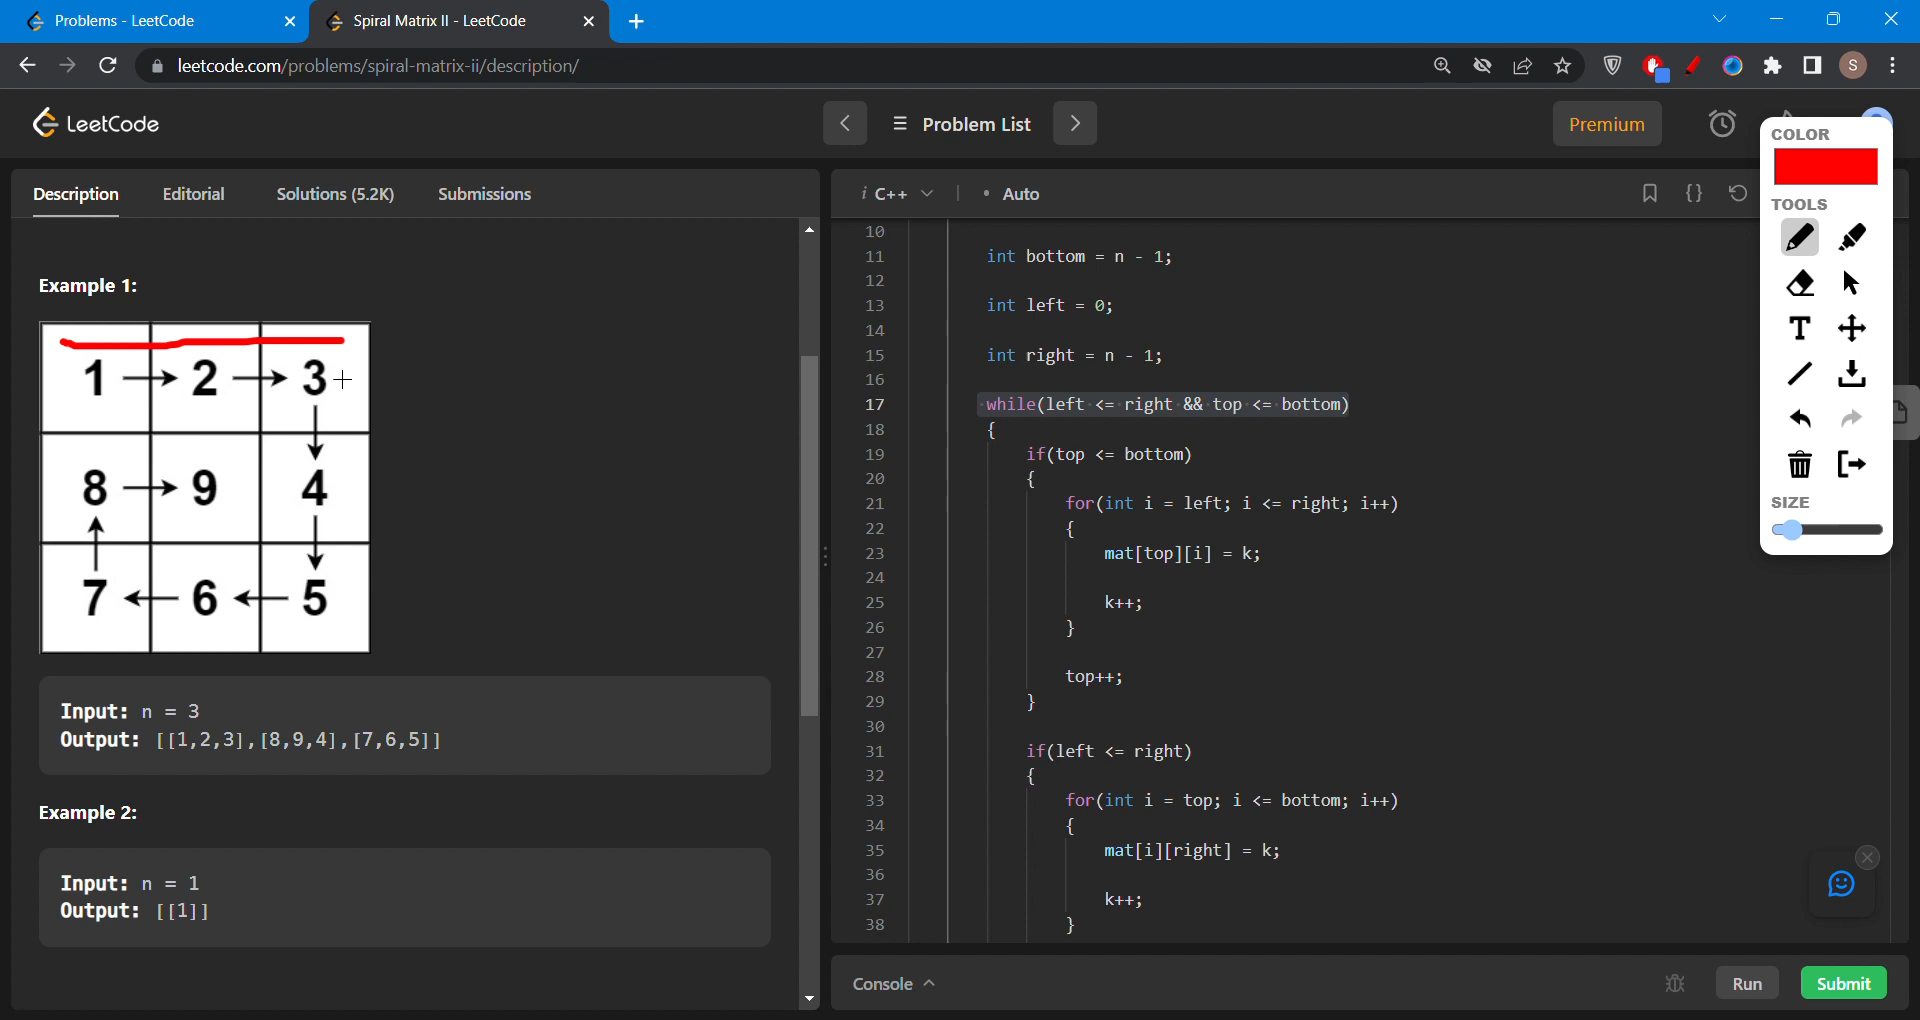 Problems - LeetCode
Spiral Matrix II - LeetCode
leetcode.com/problems/spiral-matrix-ii/description/
S
LeetCode
Problem List
Premium
Description
Editorial
Solutions (5.2K)
Submissions
i C++
Auto
COLOR
TOOLS
T
SIZE
Example 1:
1 2 3
8 9 4
7 6 5
Input: n = 3
Output: [[1,2,3],[8,9,4],[7,6,5]]
Example 2:
Input: n = 1
Output: [[1]]
10
11 int bottom = n - 1;
12
13 int left = 0;
14
15 int right = n - 1;
16
17 while(left <= right && top <= bottom)
18 {
19 if(top <= bottom)
20 {
21 for(int i = left; i <= right; i++)
22 {
23 mat[top][i] = k;
24
25 k++;
26 }
27
28 top++;
29 }
30
31 if(left <= right)
32 {
33 for(int i = top; i <= bottom; i++)
34 {
35 mat[i][right] = k;
36
37 k++;
38 }
Console
Run
Submit